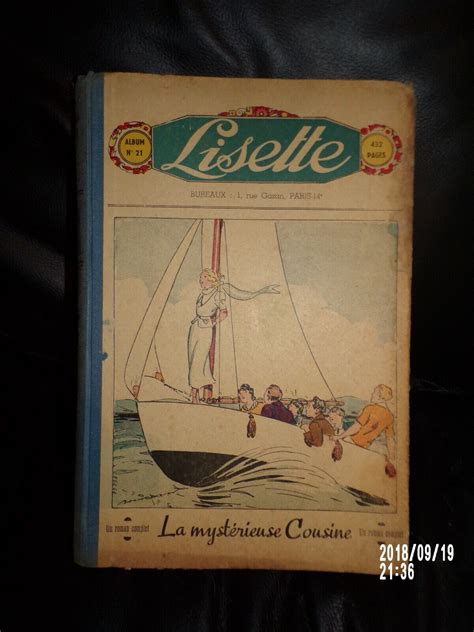 ALBUM
N° 21
Lisette
432
PAGES
BUREAUX : 1, rue Gazan, PARIS-14e
Un roman complet
La mystérieuse Cousine
Un roman complet
2018/09/19
21:36